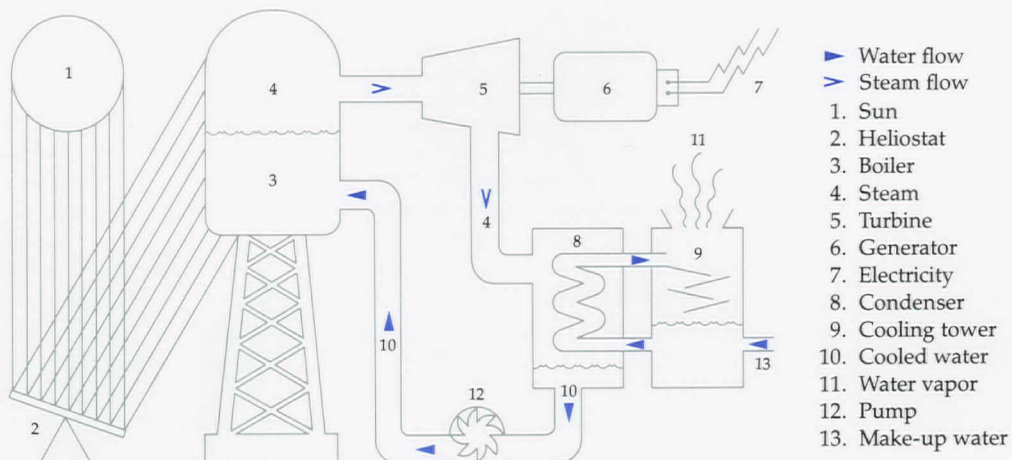 1
4
5
6
7
3
11
4
8
9
10
13
12
10
2
Water flow
Steam flow
1. Sun
2. Heliostat
3. Boiler
4. Steam
5. Turbine
6. Generator
7. Electricity
8. Condenser
9. Cooling tower
10. Cooled water
11. Water vapor
12. Pump
13. Make-up water